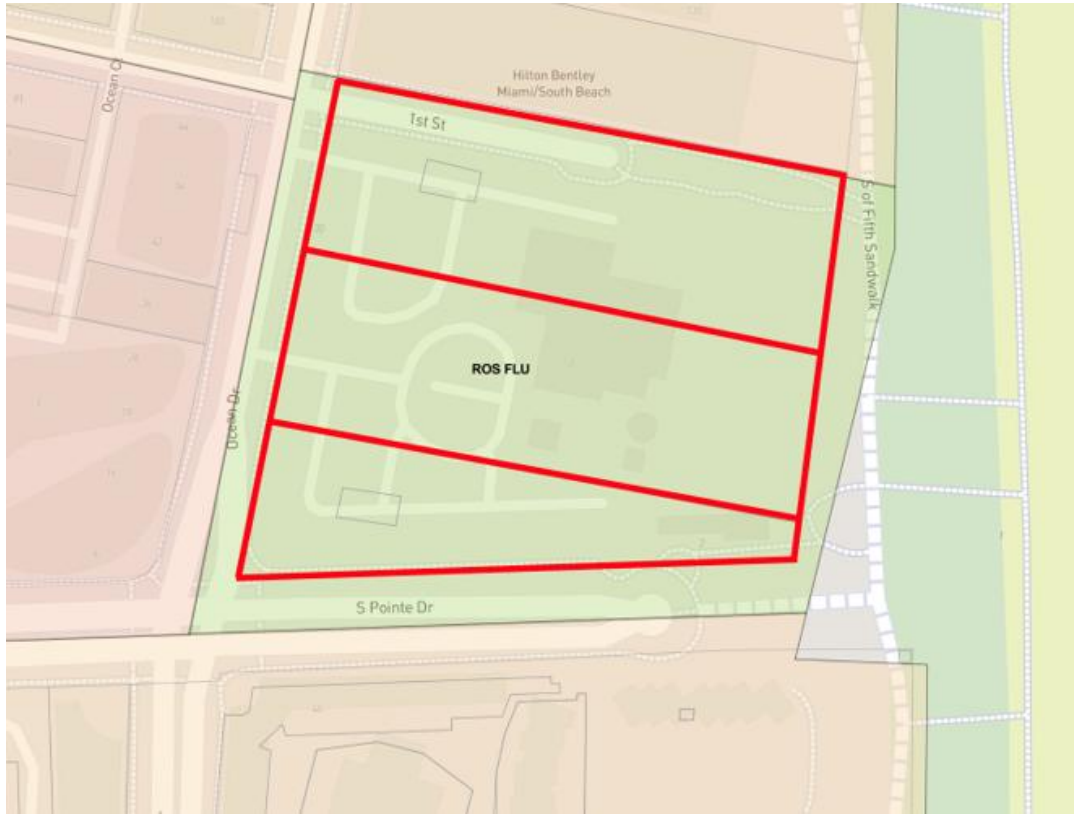 Ocean Ct
Hilton Bentley
Miami/South Beach
1st St
S of Fifth Sandwalk
ROS FLU
Ocean Dr
S Pointe Dr